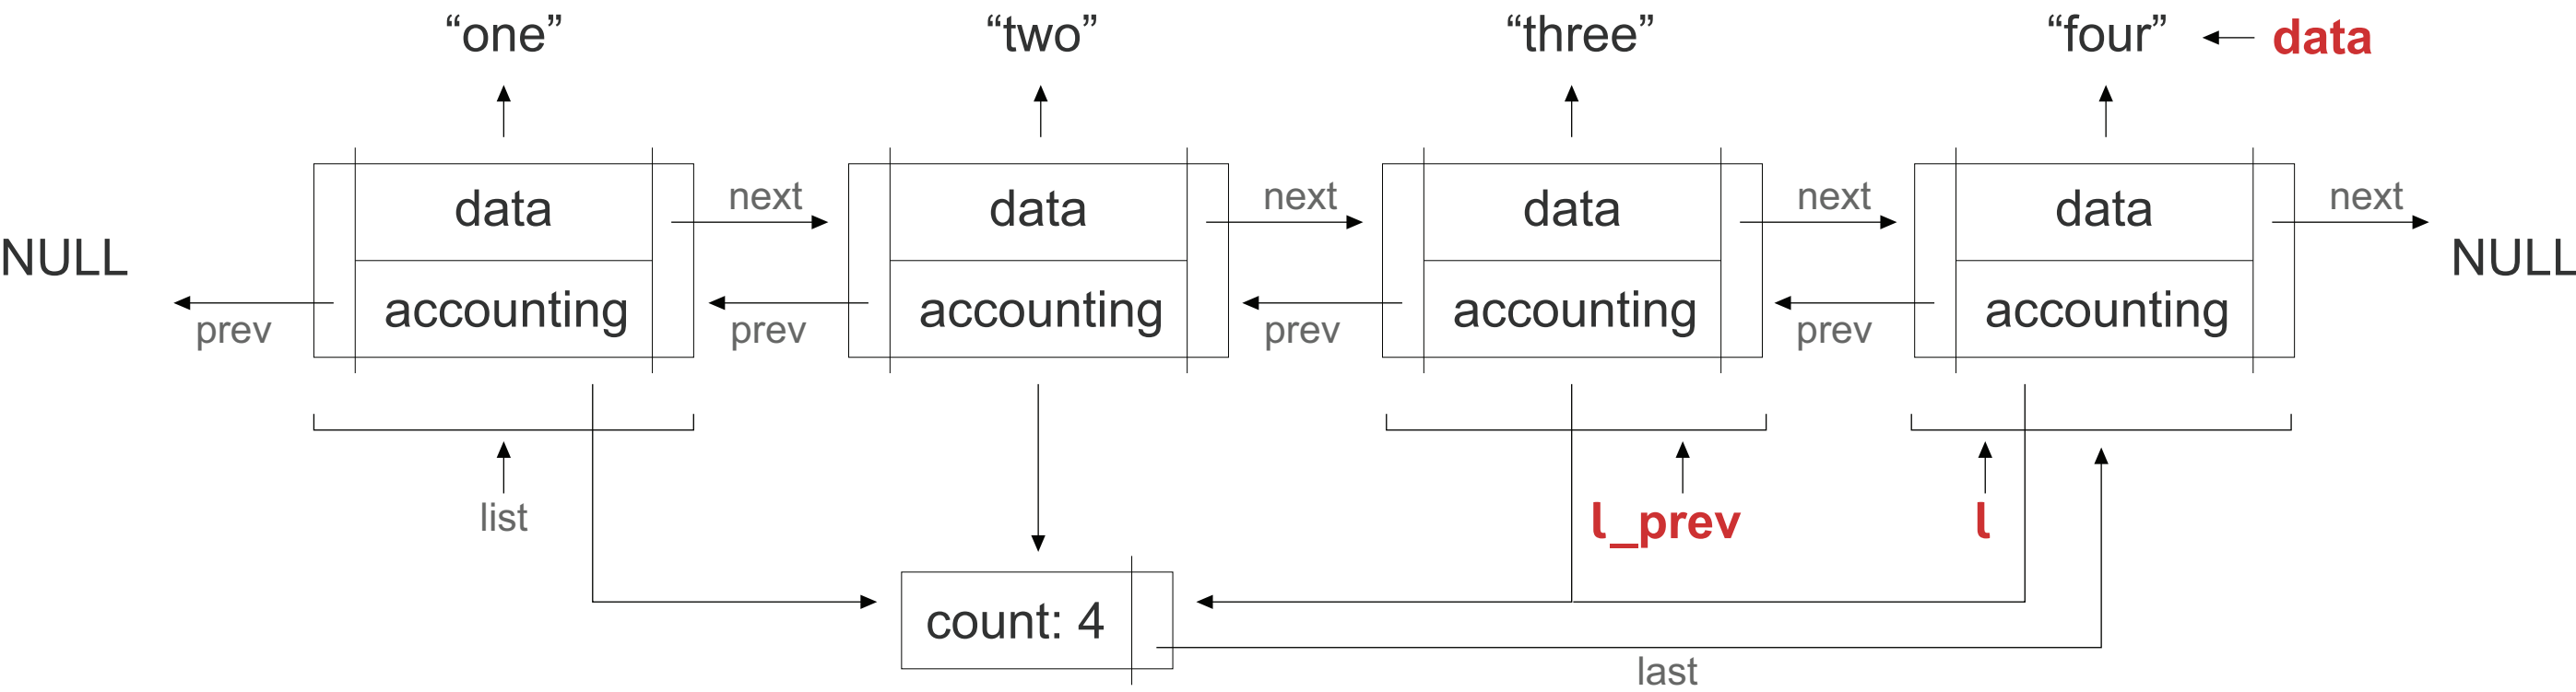 “one” “two” “three” “four” data
data next data next data next data next
NULL NULL
prev accounting prev accounting prev accounting prev accounting
list l_prev l
count: 4
last